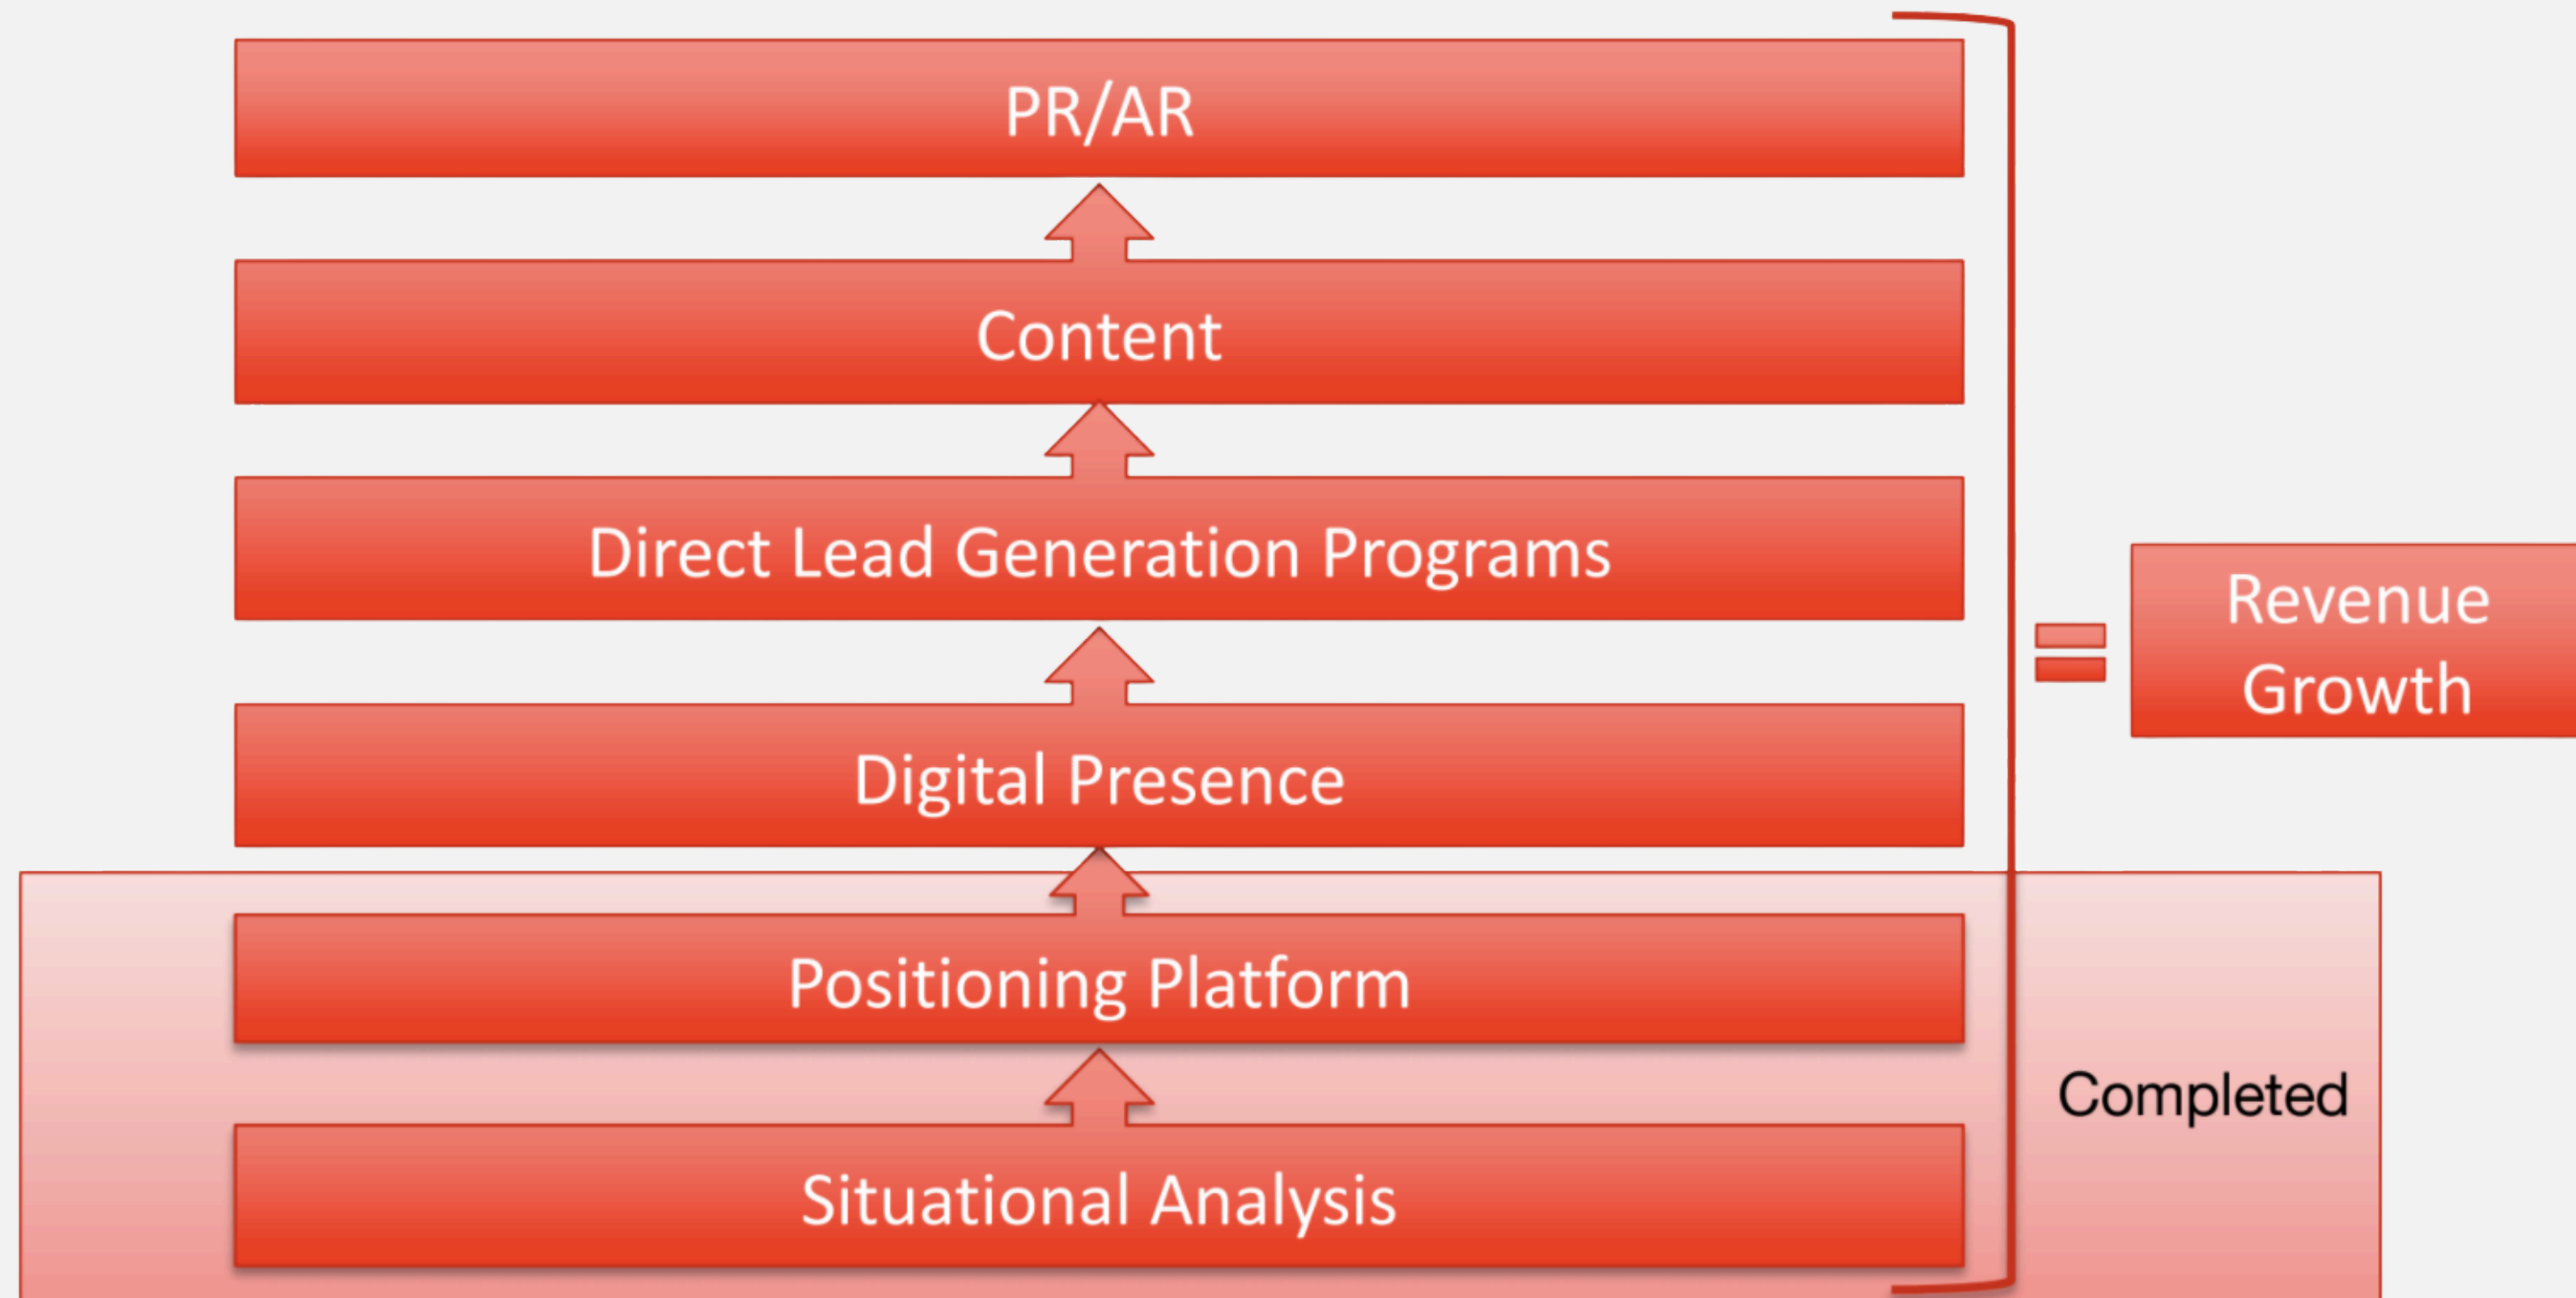 PR/AR
Content
Direct Lead Generation Programs
Digital Presence
Positioning Platform
Situational Analysis
Revenue
Growth
Completed